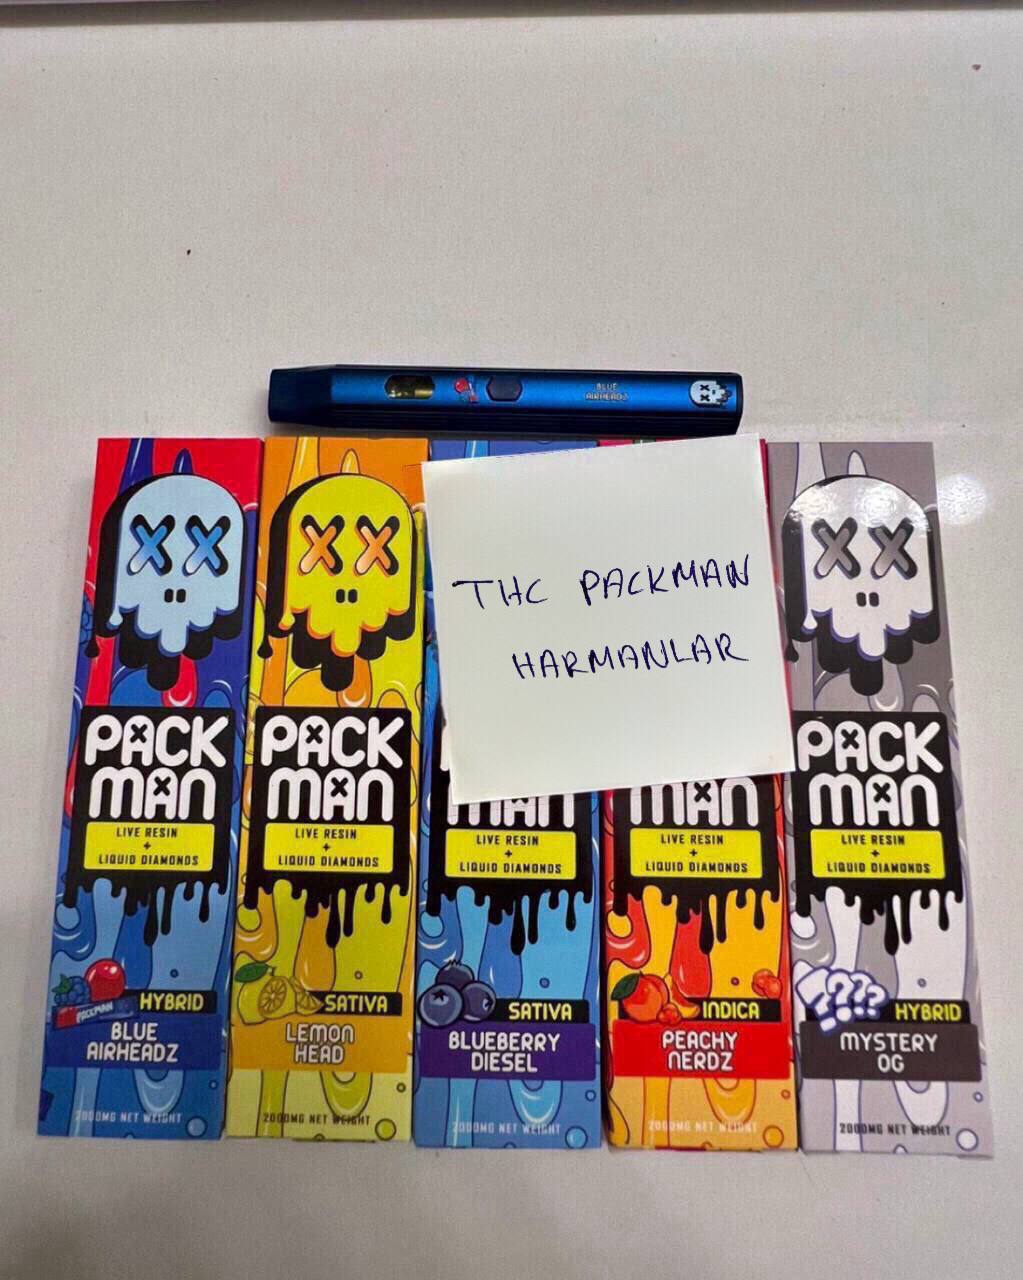 BLUE
AIRHEADZ
THC PACKMAN
HARMANLAR
PACK
MAN
LIVE RESIN
+
LIQUID DIAMONDS
PACKMAN
HYBRID
BLUE
AIRHEADZ
2000MG NET WEIGHT
PACK
MAN
LIVE RESIN
+
LIQUID DIAMONDS
SATIVA
LEMON
HEAD
2000MG NET WEIGHT
MAN
LIVE RESIN
+
LIQUID DIAMONDS
SATIVA
BLUEBERRY
DIESEL
2000MG NET WEIGHT
MAN
LIVE RESIN
+
LIQUID DIAMONDS
INDICA
PEACHY
NERDZ
2000MG NET WEIGHT
PACK
MAN
LIVE RESIN
+
LIQUID DIAMONDS
????
HYBRID
MYSTERY
OG
2000MG NET WEIGHT